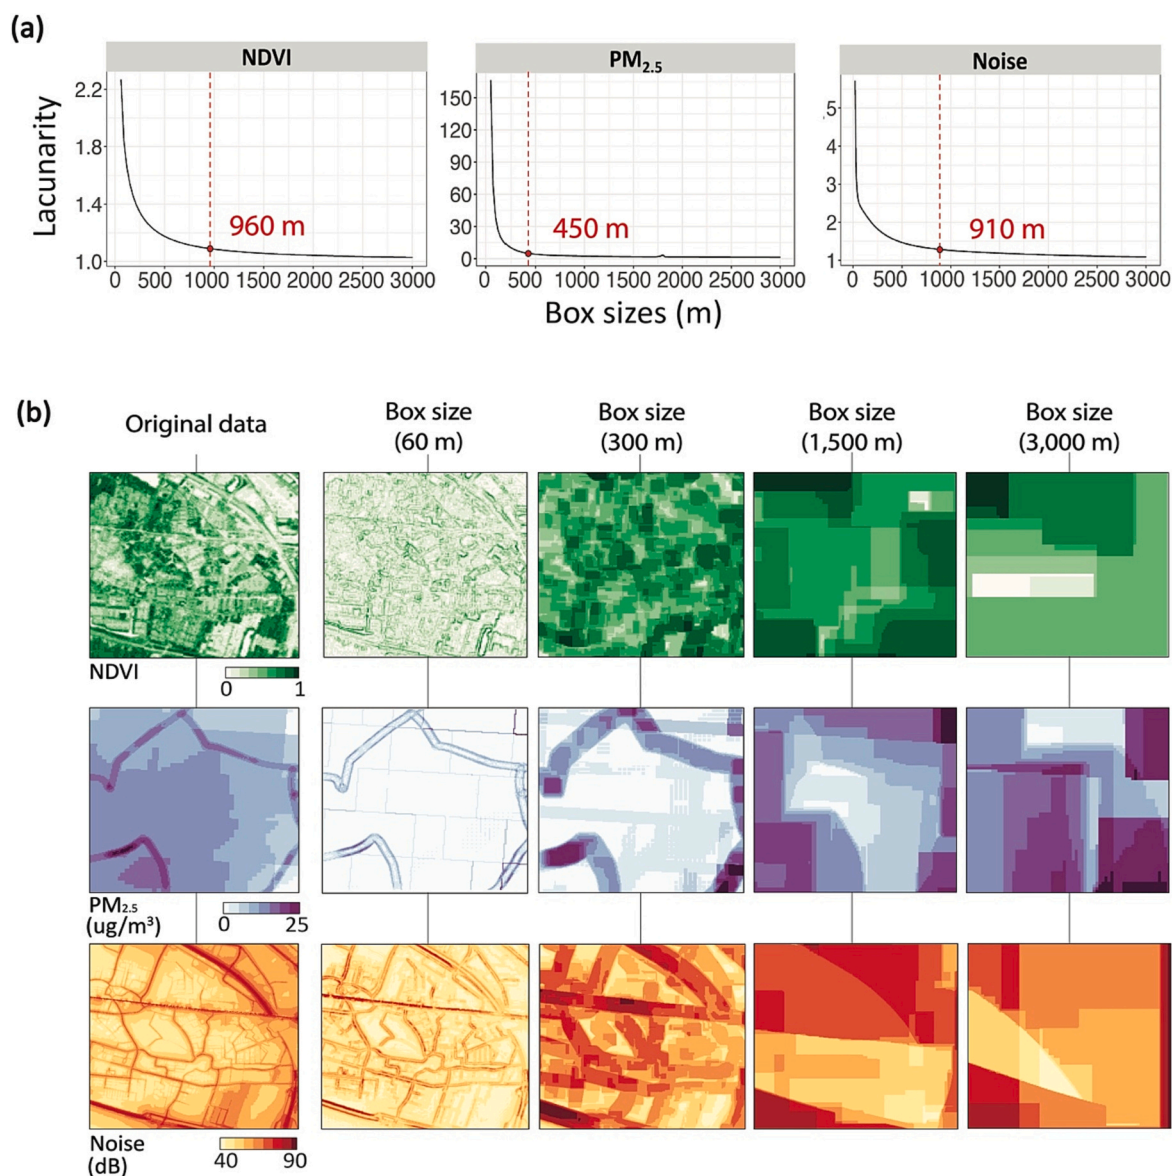 (a)
NDVI
PM2.5
Noise
Lacunarity
2.2
1.8
1.4
1.0
960 m
0 500 1000 1500 2000 2500 3000
150
120
90
60
30
0
450 m
0 500 1000 1500 2000 2500 3000
,5
4
3
2
1
910 m
0 500 1000 1500 2000 2500 3000
Box sizes (m)
(b)
Original data
Box size
(60 m)
Box size
(300 m)
Box size
(1,500 m)
Box size
(3,000 m)
NDVI
0 1
PM2.5
(ug/m³)
0 25
Noise
(dB)
40 90